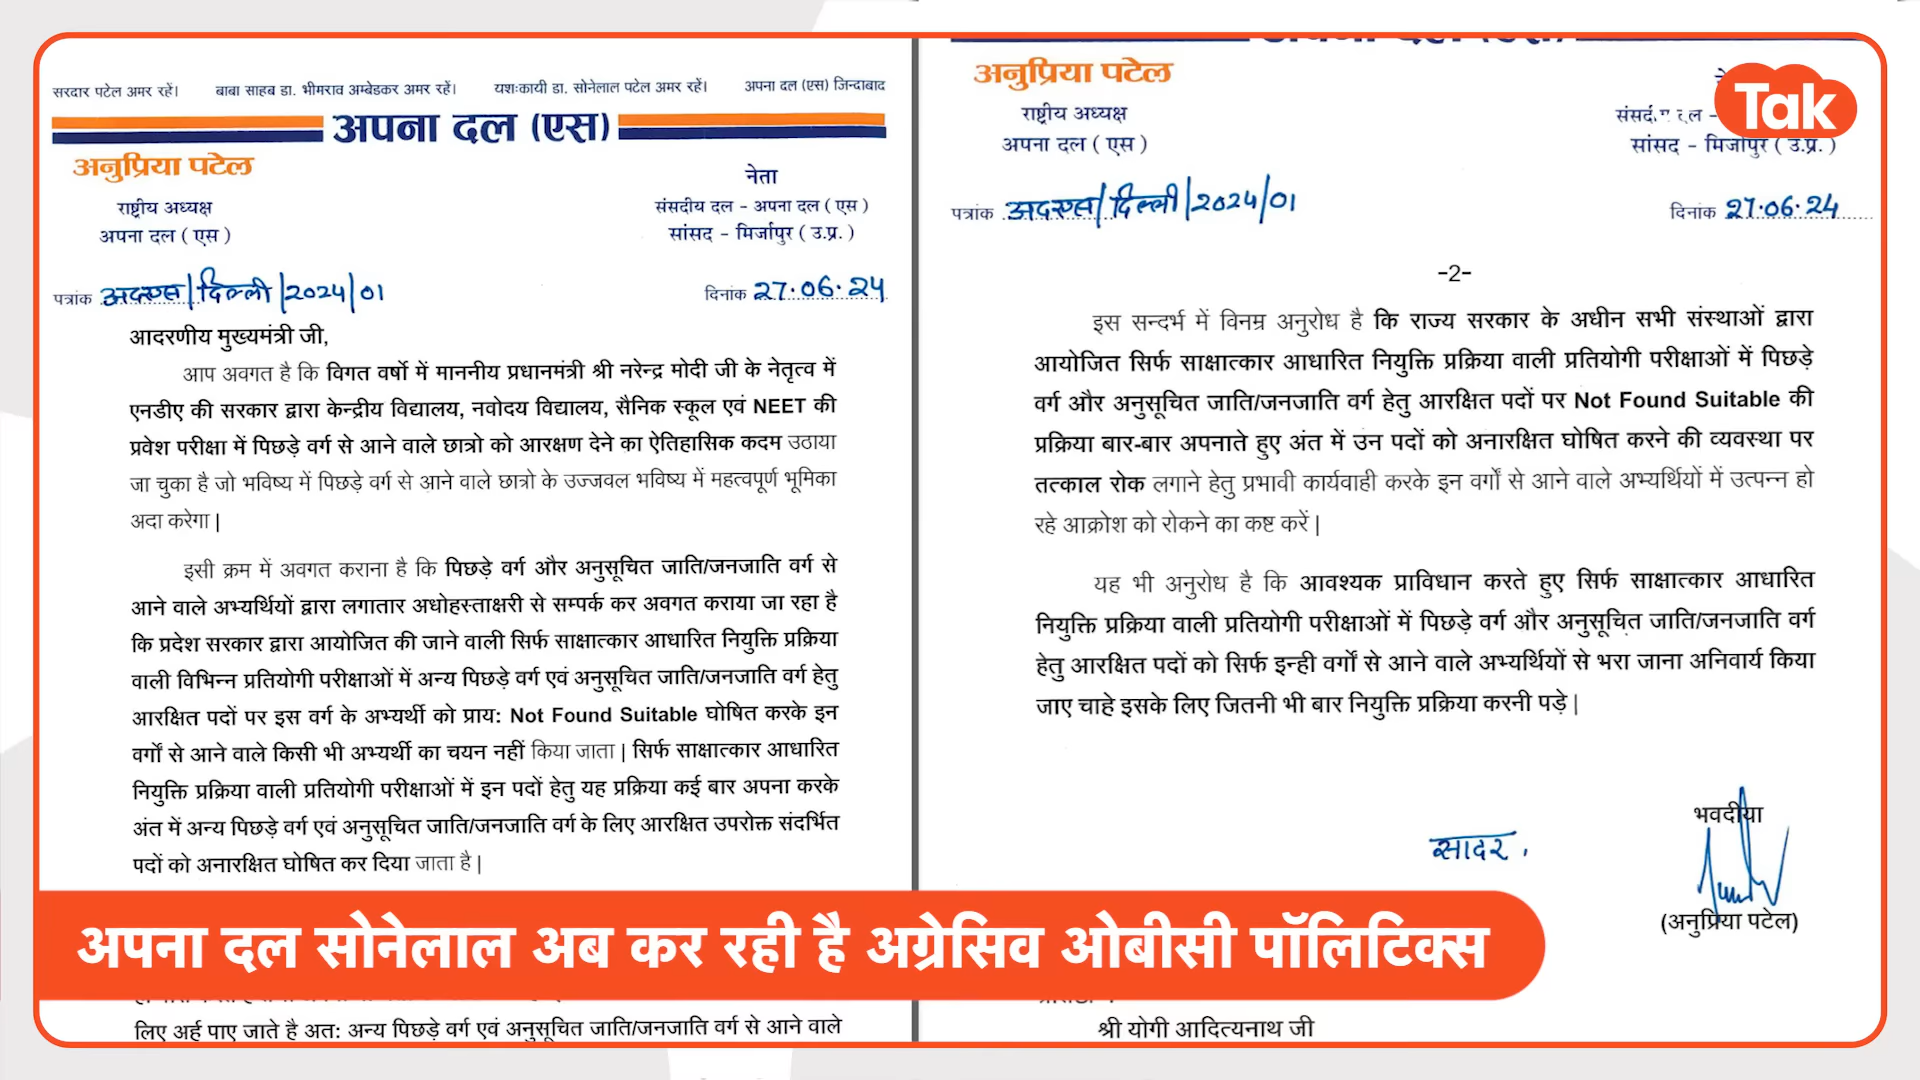 सरदार पटेल अमर रहें। बाबा साहब डा. भीमराव अम्बेडकर अमर रहें। यशःकायी डा. सोनेलाल पटेल अमर रहें। अपना दल (एस) जिन्दाबाद
अपना दल (एस)
अनुप्रिया पटेल
राष्ट्रीय अध्यक्ष
अपना दल ( एस )
नेता
संसदीय दल – अपना दल ( एस )
सांसद – मिर्जापुर ( उ.प्र. )
पत्रांक अदएस/दिल्ली/2024/01 दिनांक 27.06.24
आदरणीय मुख्यमंत्री जी,
आप अवगत है कि विगत वर्षो में माननीय प्रधानमंत्री श्री नरेन्द्र मोदी जी के नेतृत्व में
एनडीए की सरकार द्वारा केन्द्रीय विद्यालय, नवोदय विद्यालय, सैनिक स्कूल एवं NEET की
प्रवेश परीक्षा में पिछड़े वर्ग से आने वाले छात्रो को आरक्षण देने का ऐतिहासिक कदम उठाया
जा चुका है जो भविष्य में पिछड़े वर्ग से आने वाले छात्रो के उज्जवल भविष्य में महत्वपूर्ण भूमिका
अदा करेगा |
इसी क्रम में अवगत कराना है कि पिछड़े वर्ग और अनुसूचित जाति/जनजाति वर्ग से
आने वाले अभ्यर्थियों द्वारा लगातार अधोहस्ताक्षरी से सम्पर्क कर अवगत कराया जा रहा है
कि प्रदेश सरकार द्वारा आयोजित की जाने वाली सिर्फ साक्षात्कार आधारित नियुक्ति प्रक्रिया
वाली विभिन्न प्रतियोगी परीक्षाओं में अन्य पिछड़े वर्ग एवं अनुसूचित जाति/जनजाति वर्ग हेतु
आरक्षित पदों पर इस वर्ग के अभ्यर्थी को प्राय: Not Found Suitable घोषित करके इन
वर्गों से आने वाले किसी भी अभ्यर्थी का चयन नहीं किया जाता | सिर्फ साक्षात्कार आधारित
नियुक्ति प्रक्रिया वाली प्रतियोगी परीक्षाओं में इन पदों हेतु यह प्रक्रिया कई बार अपना करके
अंत में अन्य पिछड़े वर्ग एवं अनुसूचित जाति/जनजाति वर्ग के लिए आरक्षित उपरोक्त संदर्भित
पदों को अनारक्षित घोषित कर दिया जाता है |
लिए अर्ह पाए जाते है अत: अन्य पिछड़े वर्ग एवं अनुसूचित जाति/जनजाति वर्ग से आने वाले
अनुप्रिया पटेल
राष्ट्रीय अध्यक्ष
अपना दल ( एस )
सांसद – मिर्जापुर ( उ.प्र. )
पत्रांक अदएस/दिल्ली/2024/01 दिनांक 27.06.24
-2-
इस सन्दर्भ में विनम्र अनुरोध है कि राज्य सरकार के अधीन सभी संस्थाओं द्वारा
आयोजित सिर्फ साक्षात्कार आधारित नियुक्ति प्रक्रिया वाली प्रतियोगी परीक्षाओं में पिछड़े
वर्ग और अनुसूचित जाति/जनजाति वर्ग हेतु आरक्षित पदों पर Not Found Suitable की
प्रक्रिया बार-बार अपनाते हुए अंत में उन पदों को अनारक्षित घोषित करने की व्यवस्था पर
तत्काल रोक लगाने हेतु प्रभावी कार्यवाही करके इन वर्गो से आने वाले अभ्यर्थियों में उत्पन्न हो
रहे आक्रोश को रोकने का कष्ट करें |
यह भी अनुरोध है कि आवश्यक प्राविधान करते हुए सिर्फ साक्षात्कार आधारित
नियुक्ति प्रक्रिया वाली प्रतियोगी परीक्षाओं में पिछड़े वर्ग और अनुसूचित जाति/जनजाति वर्ग
हेतु आरक्षित पदों को सिर्फ इन्ही वर्गों से आने वाले अभ्यर्थियों से भरा जाना अनिवार्य किया
जाए चाहे इसके लिए जितनी भी बार नियुक्ति प्रक्रिया करनी पड़े |
भवदीया
सादर,
(अनुप्रिया पटेल)
श्री योगी आदित्यनाथ जी
Tak
अपना दल सोनेलाल अब कर रही है अग्रेसिव ओबीसी पॉलिटिक्स